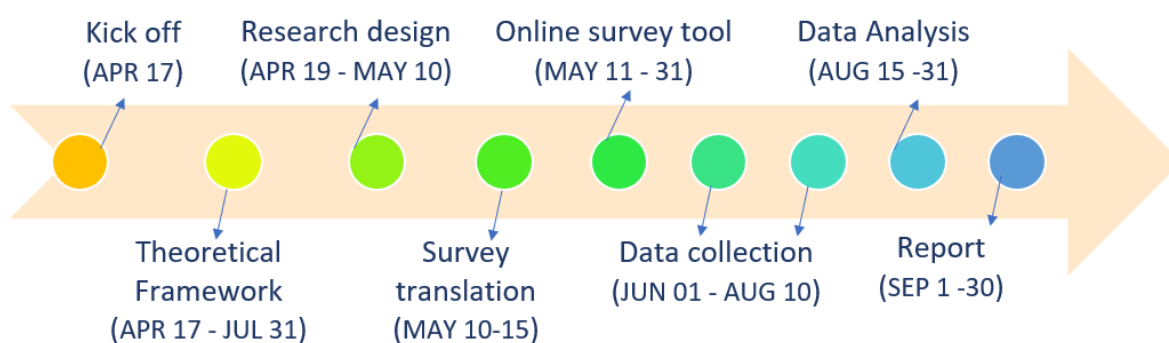 Kick off
(APR 17)
Research design
(APR 19 - MAY 10)
Online survey tool
(MAY 11 - 31)
Data Analysis
(AUG 15 -31)
Theoretical
Framework
(APR 17 - JUL 31)
Survey
translation
(MAY 10-15)
Data collection
(JUN 01 - AUG 10)
Report
(SEP 1 -30)